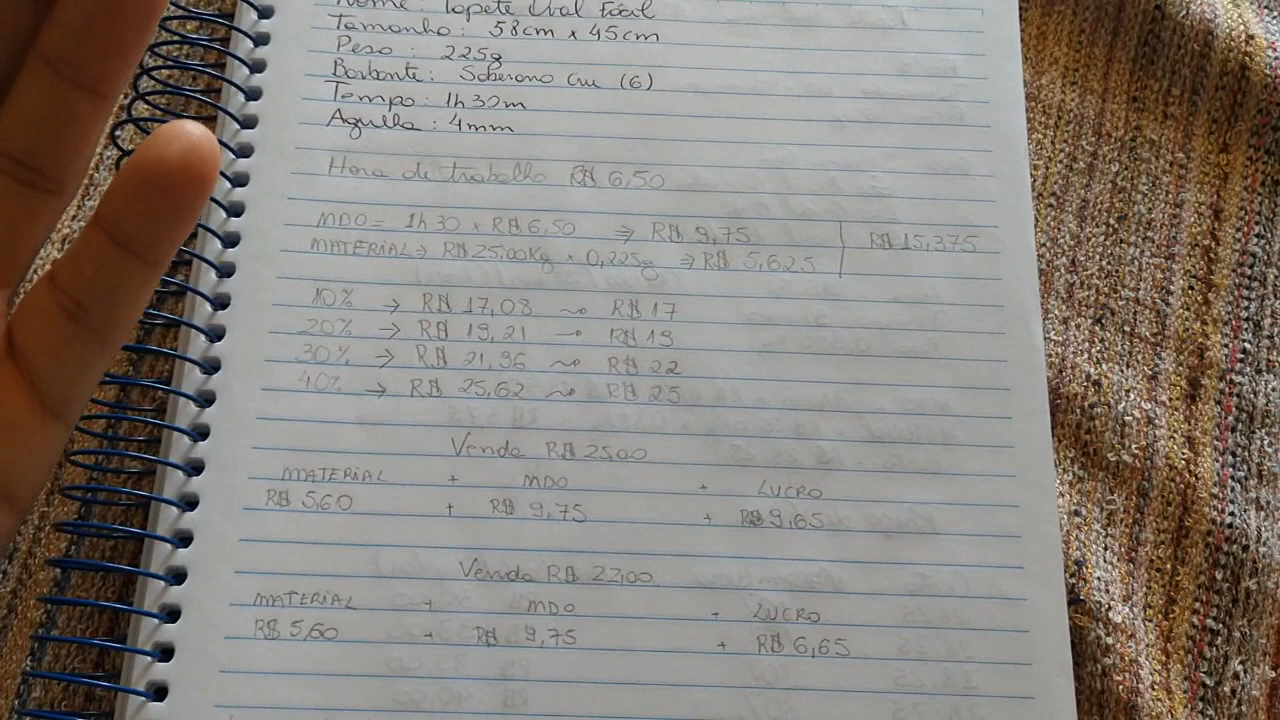 Nome: Tapete Oval Fácil
Tamanho: 58cm x 45cm
Peso: 225g
Barbante: Soberano Cru (6)
Tempo: 1h30m
Agulha: 4mm
Hora de trabalho R$ 6,50
MDO = 1h30 x R$6,50 ⇒ R$ 9,75
MATERIAL ⇒ R$25,00Kg x 0,225g ⇒ R$ 5,625
R$15,375
10% → R$ 17,08 ~ R$ 17
20% → R$ 19,21 ~ R$ 19
30% → R$ 21,96 ~ R$ 22
40% → R$ 25,62 ~ R$ 25
Venda R$ 25,00
MATERIAL + MDO + LUCRO
R$ 5,60 + R$ 9,75 + R$ 9,65
Venda R$ 22,00
MATERIAL + MDO + LUCRO
R$ 5,60 + R$ 9,75 + R$ 6,65